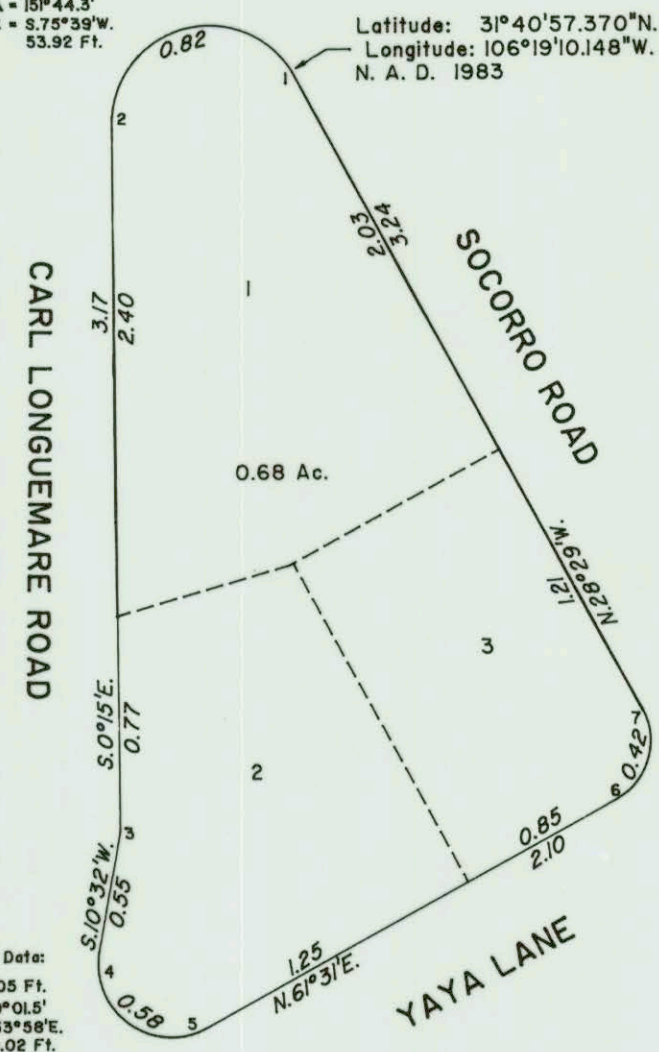 = 151°44.3'
= S.75°39'W.
53.92 Ft.
Latitude: 31°40'57.370"N.
Longitude: 106°19'10.148"W.
N. A. D. 1983
0.82
1
2
2.03
3.24
SOCORRO ROAD
CARL LONGUEMARE ROAD
3.17
2.40
1
0.68 Ac.
N.28°29'W.
1.21
3
S.0°15'E.
0.77
2
7
0.42
6
3
0.85
2.10
S.10°32'W.
0.55
4
0.58
5
1.25
N.61°31'E.
YAYA LANE
Data:
05 Ft.
°01.5'
53°58'E.
.02 Ft.